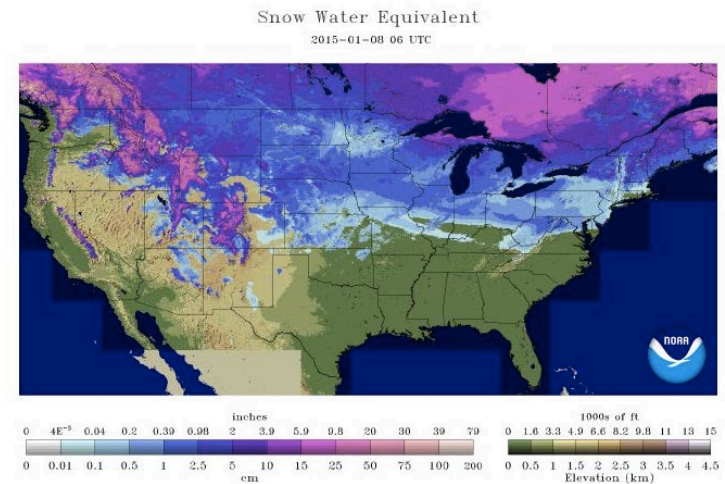 Snow Water Equivalent
2015-01-08 06 UTC
NOAA
inches
0 4E⁻⁵ 0.04 0.2 0.39 0.98 2 3.9 5.9 9.8 20 30 39 79
0 0.01 0.1 0.5 1 2.5 5 10 15 25 50 75 100 200
cm
1000s of ft
0 1.6 3.3 4.9 6.6 8.2 9.8 11 13 15
0 0.5 1 1.5 2 2.5 3 3.5 4 4.5
Elevation (km)